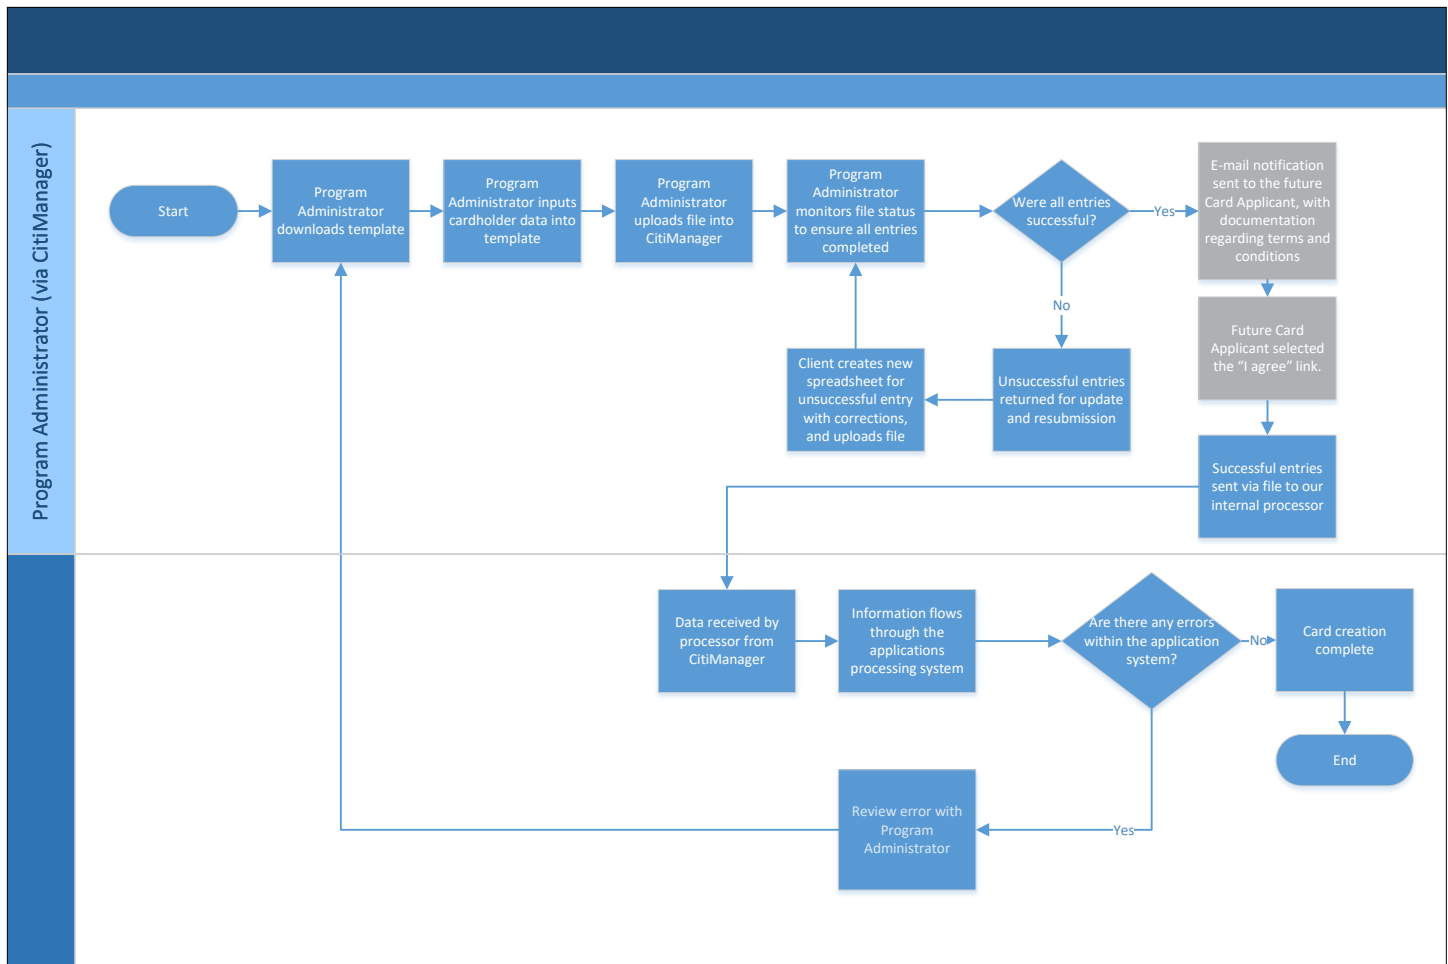 Program Administrator (via CitiManager)
Start
Program
Administrator
downloads template
Program
Administrator inputs
cardholder data into
template
Program
Administrator
uploads file into
CitiManager
Program
Administrator
monitors file status
to ensure all entries
completed
Were all entries
successful?
Yes
E-mail notification
sent to the future
Card Applicant, with
documentation
regarding terms and
conditions
No
Future Card
Applicant selected
the “I agree” link.
Client creates new
spreadsheet for
unsuccessful entry
with corrections,
and uploads file
Unsuccessful entries
returned for update
and resubmission
Successful entries
sent via file to our
internal processor
Data received by
processor from
CitiManager
Information flows
through the
applications
processing system
Are there any errors
within the application
system?
No
Card creation
complete
End
Review error with
Program
Administrator
Yes